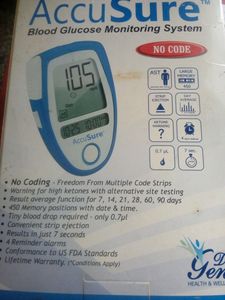 AccuSure™
Blood Glucose Monitoring System
NO CODE
AST
LARGE MEMORY
450
105
AccuSure
STRIP EJECTION
DAY AVERAGE
KETONE
?
0.7 µL
7 sec.
• No Coding - Freedom From Multiple Code Strips
• Warning for high ketones with alternative site testing
• Result average function for 7, 14, 21, 28, 60, 90 days
• 450 Memory positions with date & time.
• Tiny blood drop required - only 0.7µl
• Convenient strip ejection
• Results in just 7 seconds
• 4 Reminder alarms
• Conformance to US FDA Standards
• Lifetime Warranty. (*Conditions Apply)
HEALTH & WELL